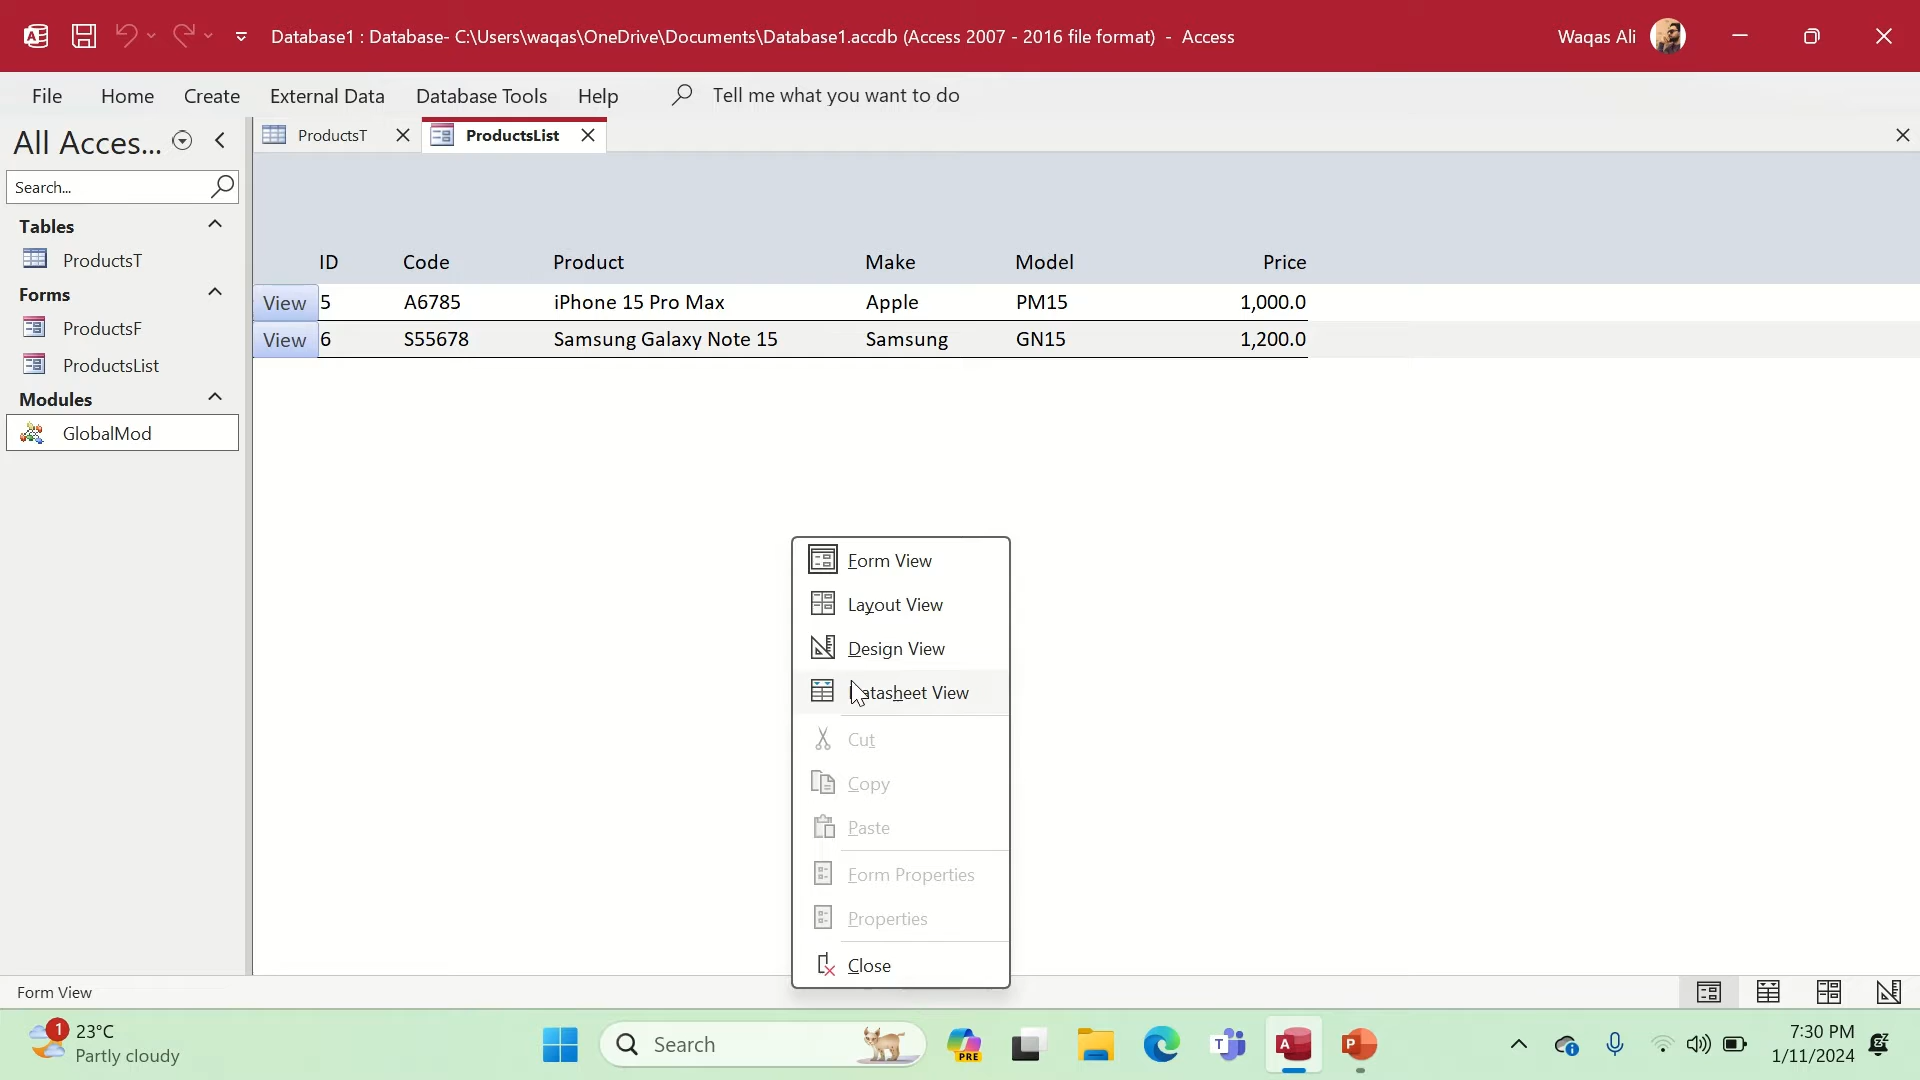 Database1 : Database- C:\Users\waqas\OneDrive\Documents\Database1.accdb (Access 2007 - 2016 file format) - Access
Waqas Ali
File Home Create External Data Database Tools Help Tell me what you want to do
All Acces...
ProductsT ProductsList
Search...
Tables
ProductsT
Forms
ProductsF
ProductsList
Modules
GlobalMod
ID Code Product Make Model Price
View 5 A6785 iPhone 15 Pro Max Apple PM15 1,000.0
View 6 S55678 Samsung Galaxy Note 15 Samsung GN15 1,200.0
Form View
Layout View
Design View
Datasheet View
Cut
Copy
Paste
Form Properties
Properties
Close
Form View
1 23°C
Partly cloudy
Search
PRE
7:30 PM
1/11/2024